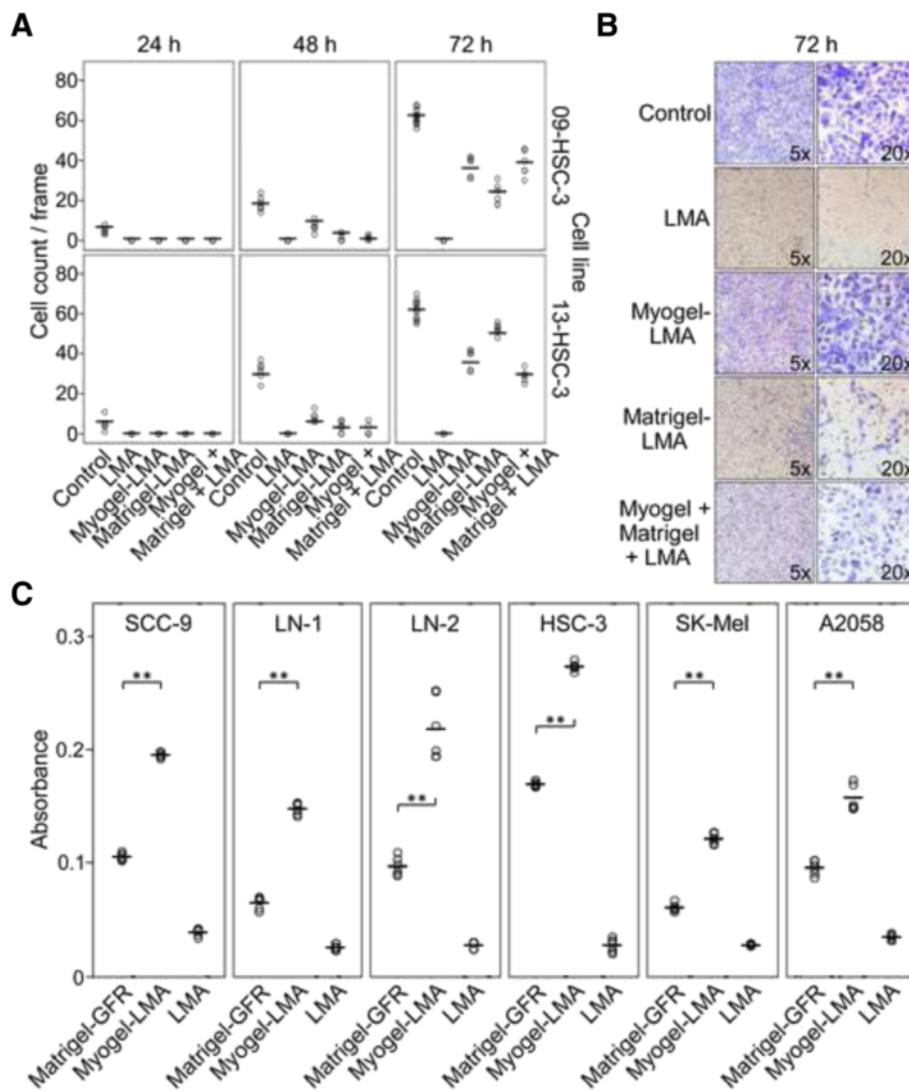 A
24 h 48 h 72 h
80
60
40
20
0
80
60
40
20
0
Cell count / frame
09-HSC-3
13-HSC-3
Cell line
Control LMA Myogel-LMA Matrigel-LMA Myogel + Matrigel + LMA
Control LMA Myogel-LMA Matrigel-LMA Myogel + Matrigel + LMA
Control LMA Myogel-LMA Matrigel-LMA Myogel + Matrigel + LMA
B
72 h
Control 5x 20x
LMA 5x 20x
Myogel-
LMA 5x 20x
Matrigel-
LMA 5x 20x
Myogel +
Matrigel
+ LMA 5x 20x
C
SCC-9 LN-1 LN-2 HSC-3 SK-Mel A2058
0.3
0.2
0.1
0
Absorbance
** ** ** ** ** **
Matrigel-GFR Myogel-LMA LMA
Matrigel-GFR Myogel-LMA LMA
Matrigel-GFR Myogel-LMA LMA
Matrigel-GFR Myogel-LMA LMA
Matrigel-GFR Myogel-LMA LMA
Matrigel-GFR Myogel-LMA LMA